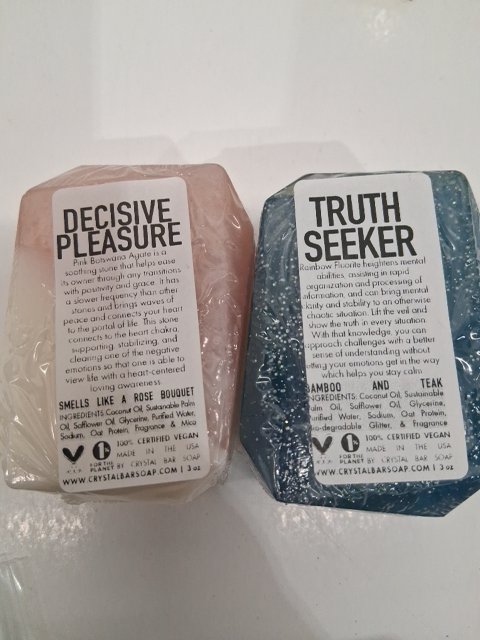 DECISIVE
PLEASURE
Pink Botswana Agate is a
soothing stone that helps ease
its owner through any transitions
with positivity and grace. It has
a slower frequency than other
stones and brings waves of
peace and connects your heart
to the portal of life. This stone
connects to the heart chakra,
supporting, stabilizing, and
clearing one of the negative
emotions so that one is able to
view life with a heart-centered
loving awareness
SMELLS LIKE A ROSE BOUQUET
INGREDIENTS: Coconut Oil, Sustainable Palm
Oil, Safflower Oil, Glycerine, Purified Water,
Sodium, Oat Protein, Fragrance & Mica
100% CERTIFIED VEGAN
MADE IN THE USA
FOR THE
PLANET
BY CRYSTAL BAR SOAP
WWW.CRYSTALBARSOAP.COM | 3 oz
TRUTH
SEEKER
Rainbow Fluorite heightens mental
abilities, assisting in rapid
organization and processing of
information, and can bring mental
clarity and stability to an otherwise
chaotic situation. Lift the veil and
show the truth in every situation.
With that knowledge, you can
approach challenges with a better
sense of understanding without
letting your emotions get in the way
which helps you stay calm.
BAMBOO AND TEAK
INGREDIENTS: Coconut Oil, Sustainable
Palm Oil, Safflower Oil, Glycerine,
Purified Water, Sodium, Oat Protein,
Bio-degradable Glitter, & Fragrance
100% CERTIFIED VEGAN
MADE IN THE USA
FOR THE
PLANET
BY CRYSTAL BAR SOAP
WWW.CRYSTALBARSOAP.COM | 3 oz